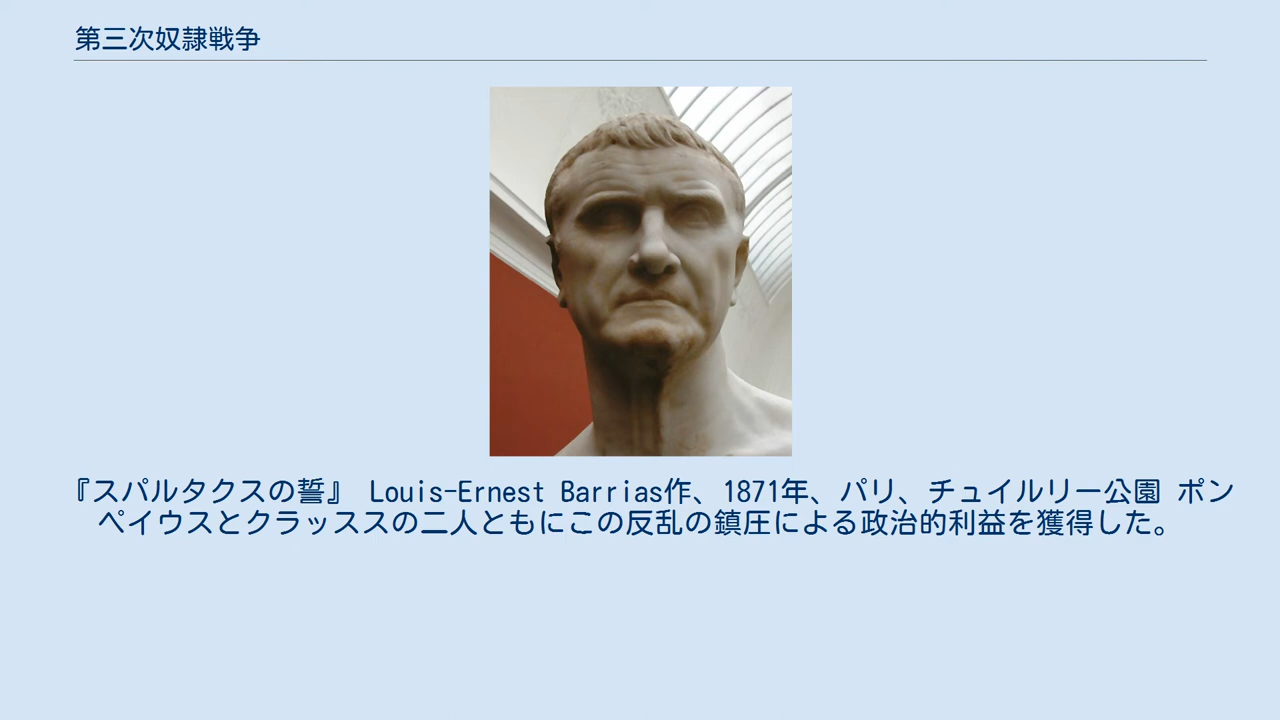 第三次奴隷戦争
『スパルタクスの誓』 Louis-Ernest Barrias作、1871年、パリ、チュイルリー公園 ポン
ペイウスとクラッススの二人ともにこの反乱の鎮圧による政治的利益を獲得した。